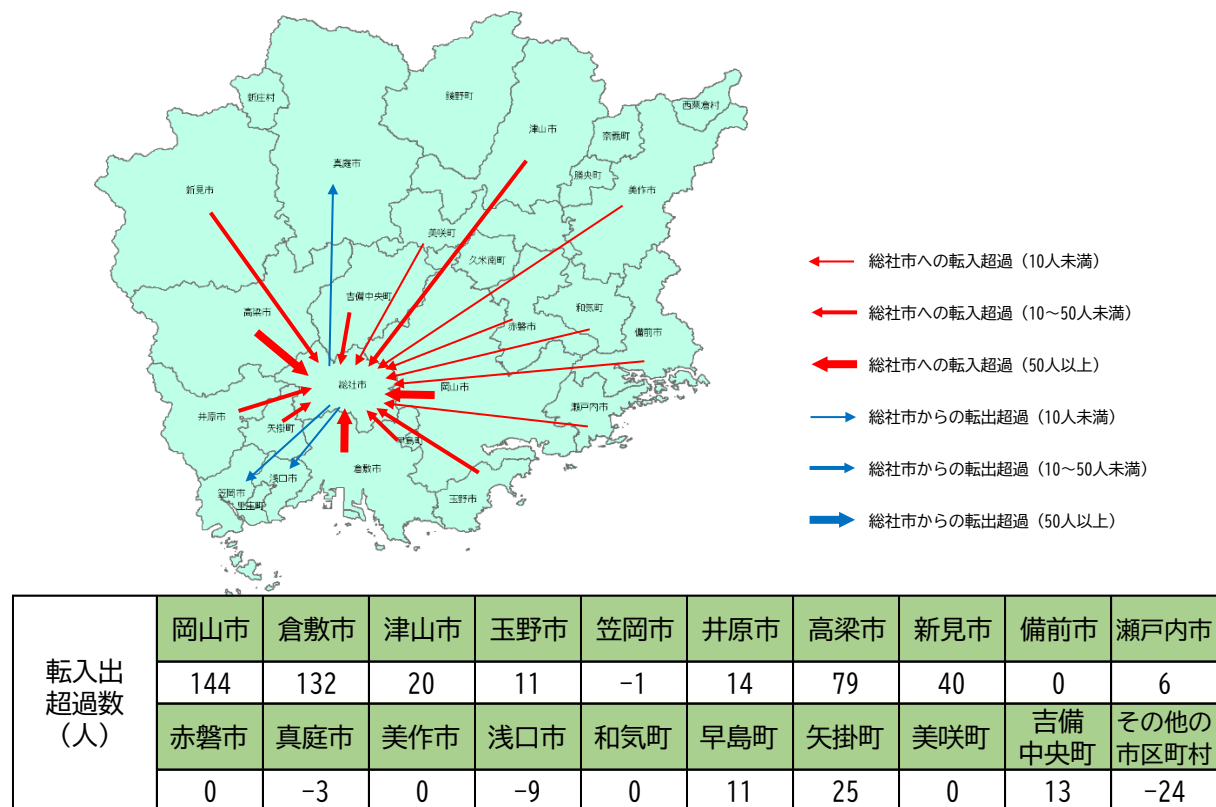 新庄村
鏡野町
西粟倉村
津山市
奈義町
真庭市
勝央町
新見市
美作市
美咲町
久米南町
吉備中央町
和気町
高梁市
赤磐市
備前市
総社市
岡山市
瀬戸内市
井原市
矢掛町
早島町
倉敷市
浅口市
笠岡市
里庄町
玉野市
総社市への転入超過（10人未満）
総社市への転入超過（10～50人未満）
総社市への転入超過（50人以上）
総社市からの転出超過（10人未満）
総社市からの転出超過（10～50人未満）
総社市からの転出超過（50人以上）
転入出
超過数
（人）
岡山市 倉敷市 津山市 玉野市 笠岡市 井原市 高梁市 新見市 備前市 瀬戸内市
144 132 20 11 -1 14 79 40 0 6
赤磐市 真庭市 美作市 浅口市 和気町 早島町 矢掛町 美咲町 吉備 その他の
中央町 市区町村
0 -3 0 -9 0 11 25 0 13 -24